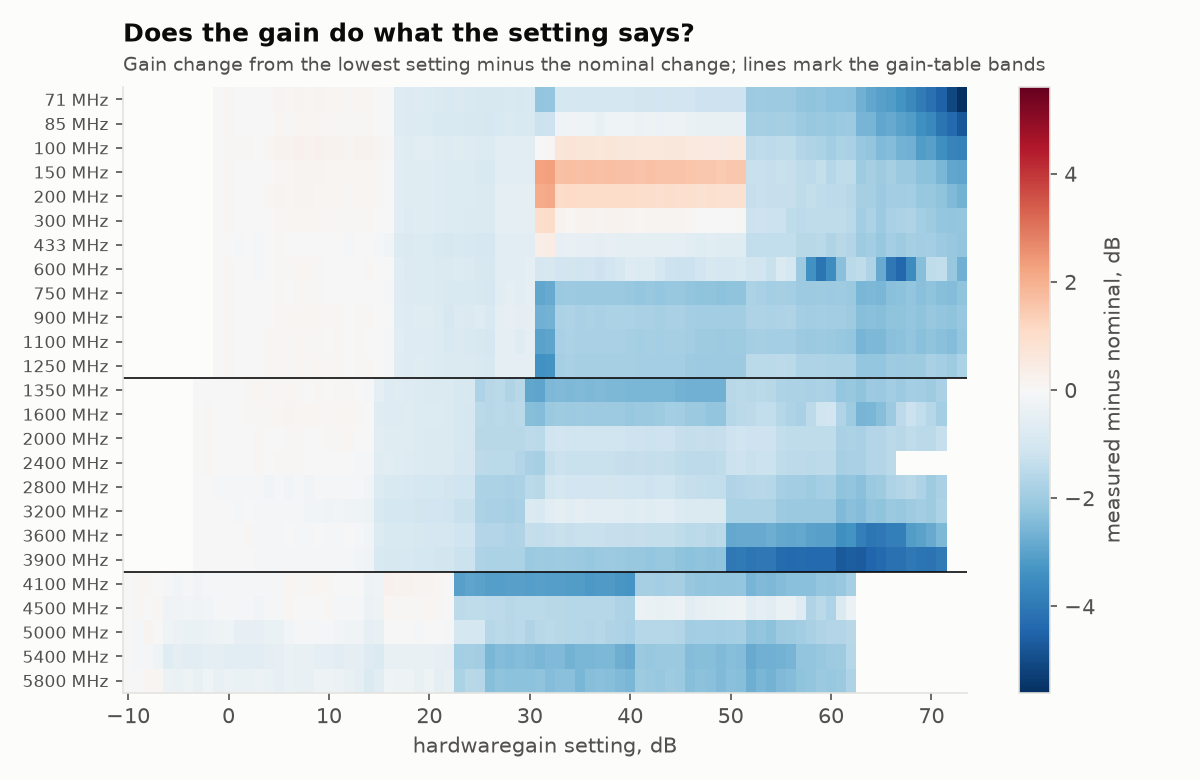 Does the gain do what the setting says?
Gain change from the lowest setting minus the nominal change; lines mark the gain-table bands
71 MHz
85 MHz
100 MHz
150 MHz
200 MHz
300 MHz
433 MHz
600 MHz
750 MHz
900 MHz
1100 MHz
1250 MHz
1350 MHz
1600 MHz
2000 MHz
2400 MHz
2800 MHz
3200 MHz
3600 MHz
3900 MHz
4100 MHz
4500 MHz
5000 MHz
5400 MHz
5800 MHz
−10 0 10 20 30 40 50 60 70
hardwaregain setting, dB
4
2
0
−2
−4
measured minus nominal, dB